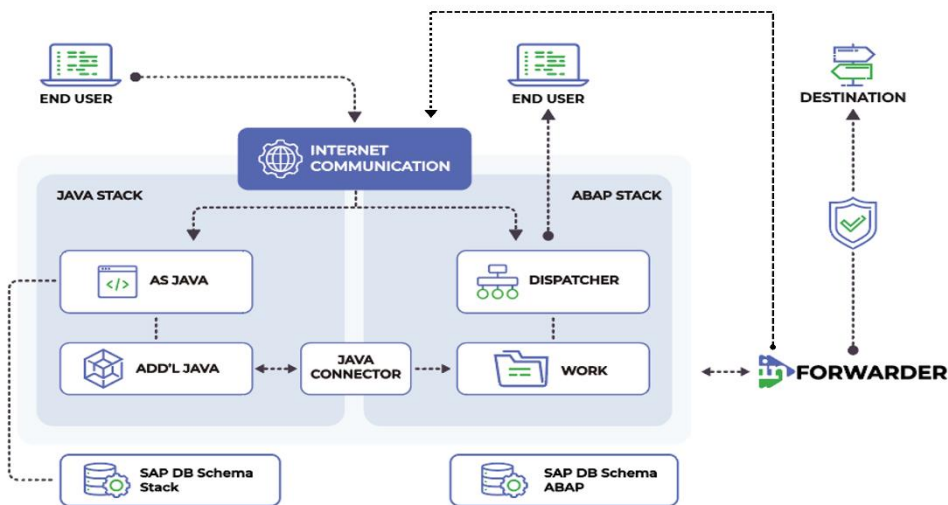 END USER
END USER
DESTINATION
INTERNET
COMMUNICATION
JAVA STACK
ABAP STACK
</>
AS JAVA
DISPATCHER
ADD'L JAVA
JAVA
CONNECTOR
WORK
in FORWARDER
SAP DB Schema
Stack
SAP DB Schema
ABAP